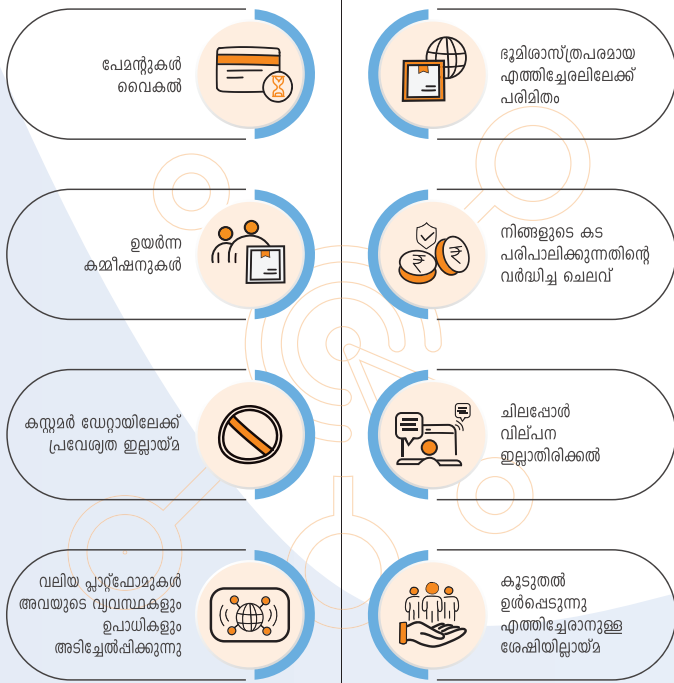 പേമന്റുകൾ
വൈകൽ
ഉയർന്ന
കമ്മീഷനുകൾ
കസ്റ്റമർ ഡേറ്റായിലേക്ക്
പ്രവേശ്യത ഇല്ലായ്മ
വലിയ പ്ലാറ്റ്ഫോമുകൾ
അവയുടെ വ്യവസ്ഥകളും
ഉപാധികളും
അടിച്ചേൽപ്പിക്കുന്നു
ഭൂമിശാസ്ത്രപരമായ
എത്തിച്ചേരലിലേക്ക്
പരിമിതം
നിങ്ങളുടെ കട
പരിപാലിക്കുന്നതിന്റെ
വർദ്ധിച്ച ചെലവ്
ചിലപ്പോൾ
വില്പന
ഇല്ലാതിരിക്കൽ
കൂടുതൽ
ഉൾപ്പെടുന്നു
എത്തിച്ചേരാനുള്ള
ശേഷിയില്ലായ്മ